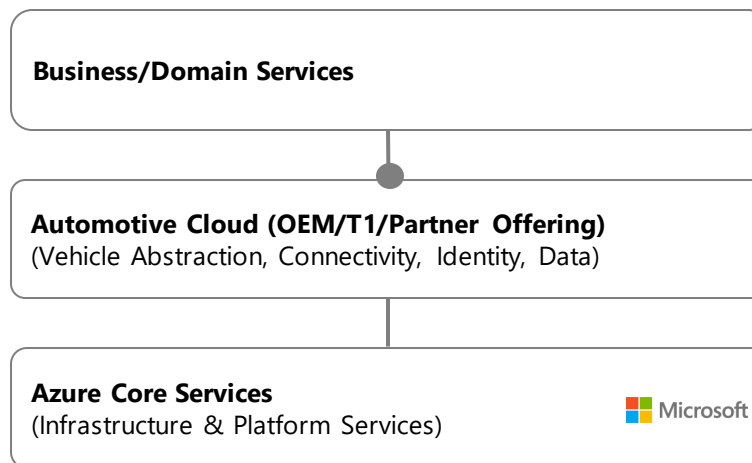 Business/Domain Services
Automotive Cloud (OEM/T1/Partner Offering)
(Vehicle Abstraction, Connectivity, Identity, Data)
Azure Core Services
(Infrastructure & Platform Services)
Microsoft